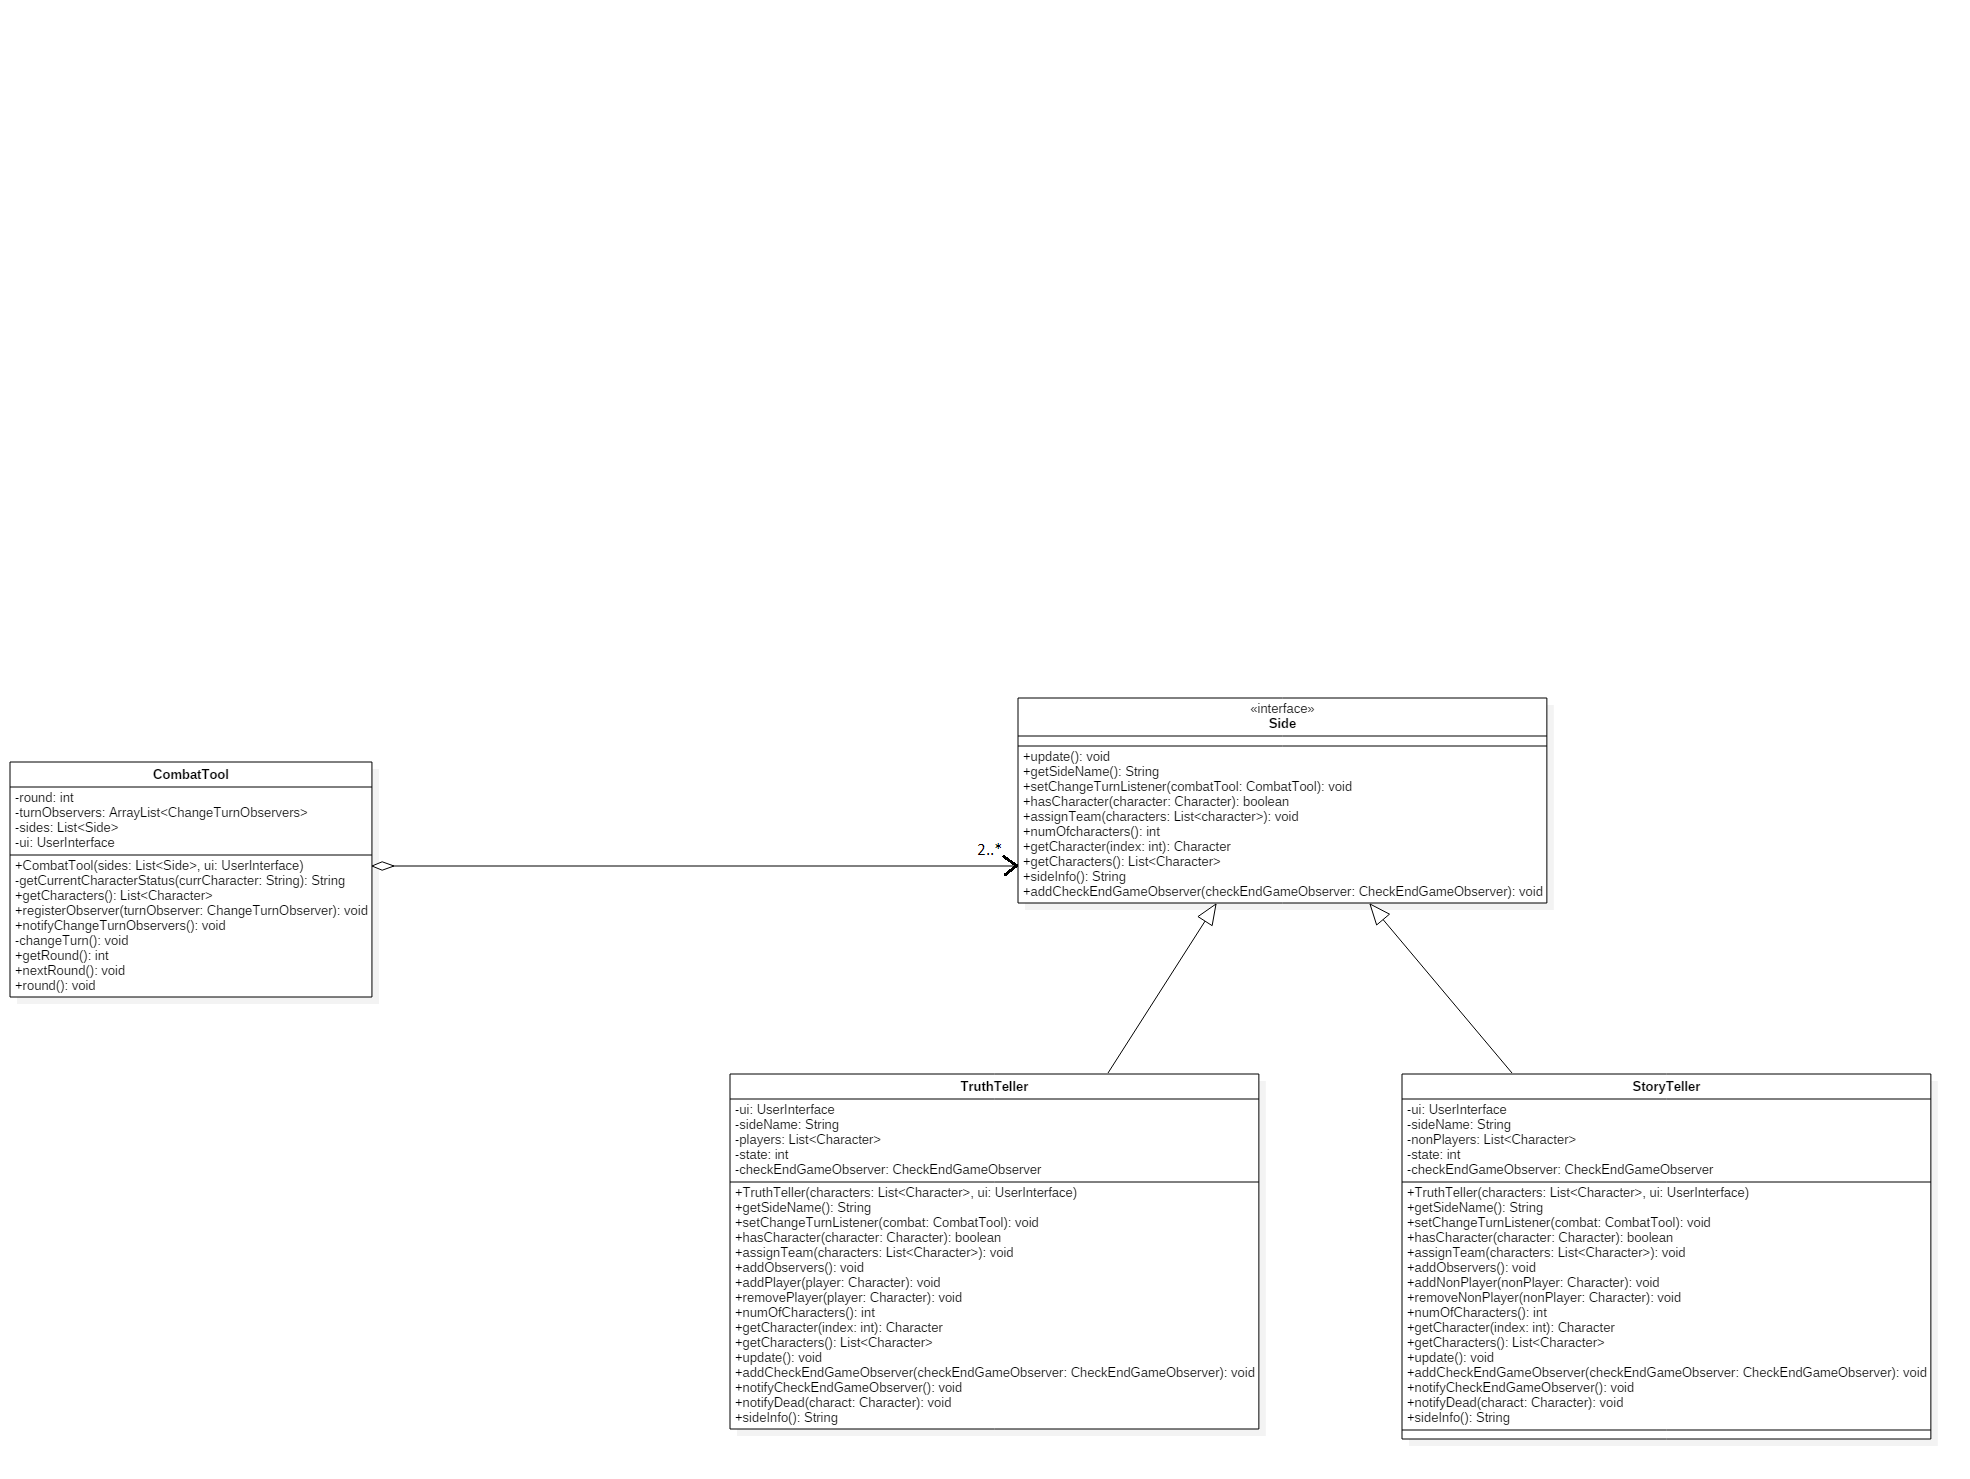 «interface»
Side
+update(): void
+getSideName(): String
+setChangeTurnListener(combatTool: CombatTool): void
+hasCharacter(character: Character): boolean
+assignTeam(characters: List<character>): void
+numOfcharacters(): int
+getCharacter(index: int): Character
+getCharacters(): List<Character>
+sideInfo(): String
+addCheckEndGameObserver(checkEndGameObserver: CheckEndGameObserver): void
CombatTool
-round: int
-turnObservers: ArrayList<ChangeTurnObservers>
-sides: List<Side>
-ui: UserInterface
+CombatTool(sides: List<Side>, ui: UserInterface)
-getCurrentCharacterStatus(currCharacter: String): String
+getCharacters(): List<Character>
+registerObserver(turnObserver: ChangeTurnObserver): void
+notifyChangeTurnObservers(): void
-changeTurn(): void
+getRound(): int
+nextRound(): void
+round(): void
2..*
TruthTeller
-ui: UserInterface
-sideName: String
-players: List<Character>
-state: int
-checkEndGameObserver: CheckEndGameObserver
+TruthTeller(characters: List<Character>, ui: UserInterface)
+getSideName(): String
+setChangeTurnListener(combat: CombatTool): void
+hasCharacter(character: Character): boolean
+assignTeam(characters: List<Character>): void
+addObservers(): void
+addPlayer(player: Character): void
+removePlayer(player: Character): void
+numOfCharacters(): int
+getCharacter(index: int): Character
+getCharacters(): List<Character>
+update(): void
+addCheckEndGameObserver(checkEndGameObserver: CheckEndGameObserver): void
+notifyCheckEndGameObserver(): void
+notifyDead(charact: Character): void
+sideInfo(): String
StoryTeller
-ui: UserInterface
-sideName: String
-nonPlayers: List<Character>
-state: int
-checkEndGameObserver: CheckEndGameObserver
+TruthTeller(characters: List<Character>, ui: UserInterface)
+getSideName(): String
+setChangeTurnListener(combat: CombatTool): void
+hasCharacter(character: Character): boolean
+assignTeam(characters: List<Character>): void
+addObservers(): void
+addNonPlayer(nonPlayer: Character): void
+removeNonPlayer(nonPlayer: Character): void
+numOfCharacters(): int
+getCharacter(index: int): Character
+getCharacters(): List<Character>
+update(): void
+addCheckEndGameObserver(checkEndGameObserver: CheckEndGameObserver): void
+notifyCheckEndGameObserver(): void
+notifyDead(charact: Character): void
+sideInfo(): String